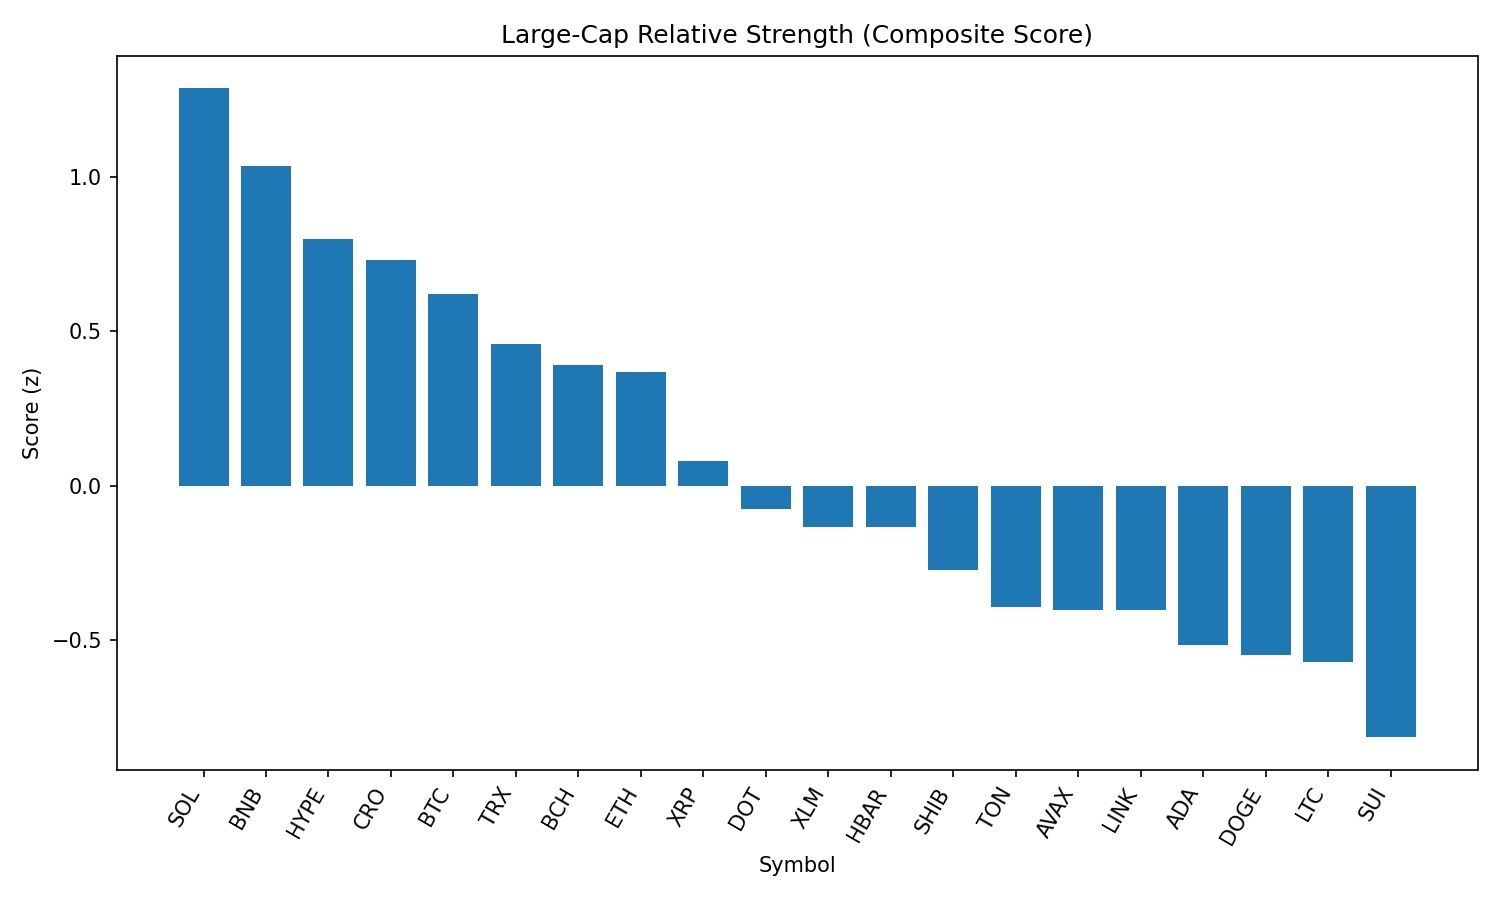 Large-Cap Relative Strength (Composite Score)
Score (z)
1.0
0.5
0.0
−0.5
SOL
BNB
HYPE
CRO
BTC
TRX
BCH
ETH
XRP
DOT
XLM
HBAR
SHIB
TON
AVAX
LINK
ADA
DOGE
LTC
SUI
Symbol